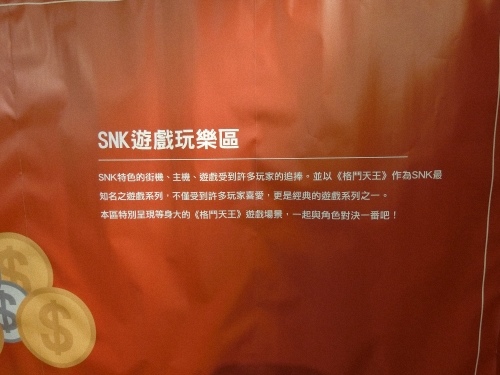 SNK遊戲玩樂區
SNK特色的街機、主機、遊戲受到許多玩家的追捧。並以《格鬥天王》作為SNK最
知名之遊戲系列，不僅受到許多玩家喜愛，更是經典的遊戲系列之一。
本區特別呈現等身大的《格鬥天王》遊戲場景，一起與角色對決一番吧！
$
$
$